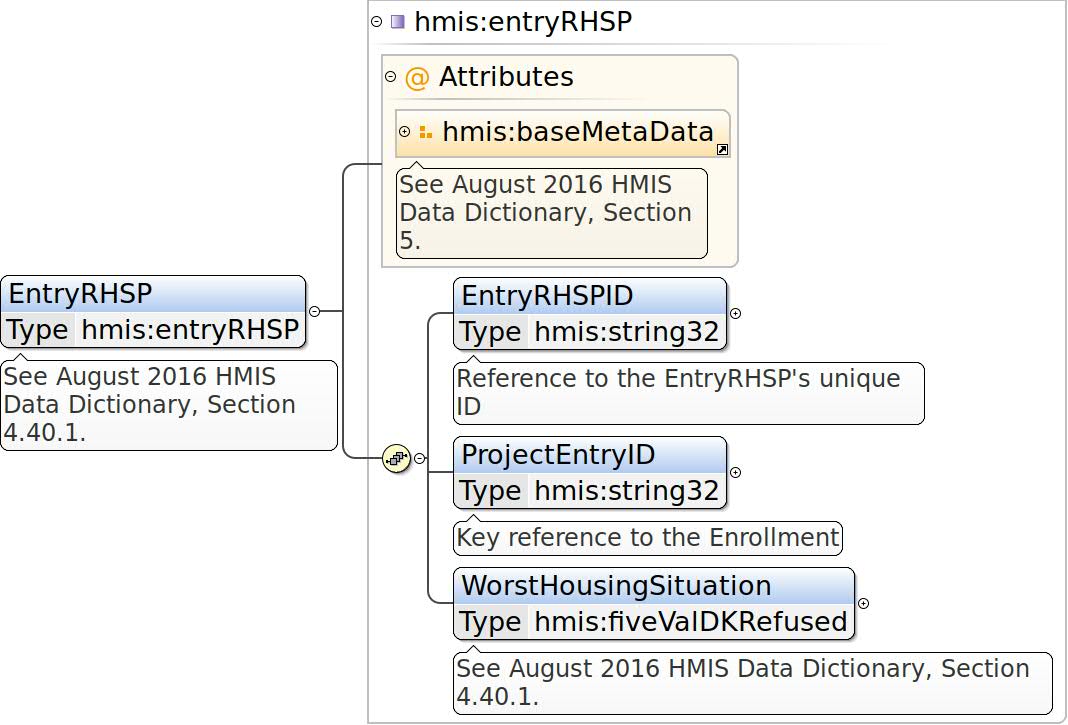 hmis:entryRHSP
@ Attributes
hmis:baseMetaData
See August 2016 HMIS
Data Dictionary, Section
5.
EntryRHSP
Type hmis:entryRHSP
See August 2016 HMIS
Data Dictionary, Section
4.40.1.
EntryRHSPID
Type hmis:string32
Reference to the EntryRHSP's unique
ID
ProjectEntryID
Type hmis:string32
Key reference to the Enrollment
WorstHousingSituation
Type hmis:fiveValDKRefused
See August 2016 HMIS Data Dictionary, Section
4.40.1.